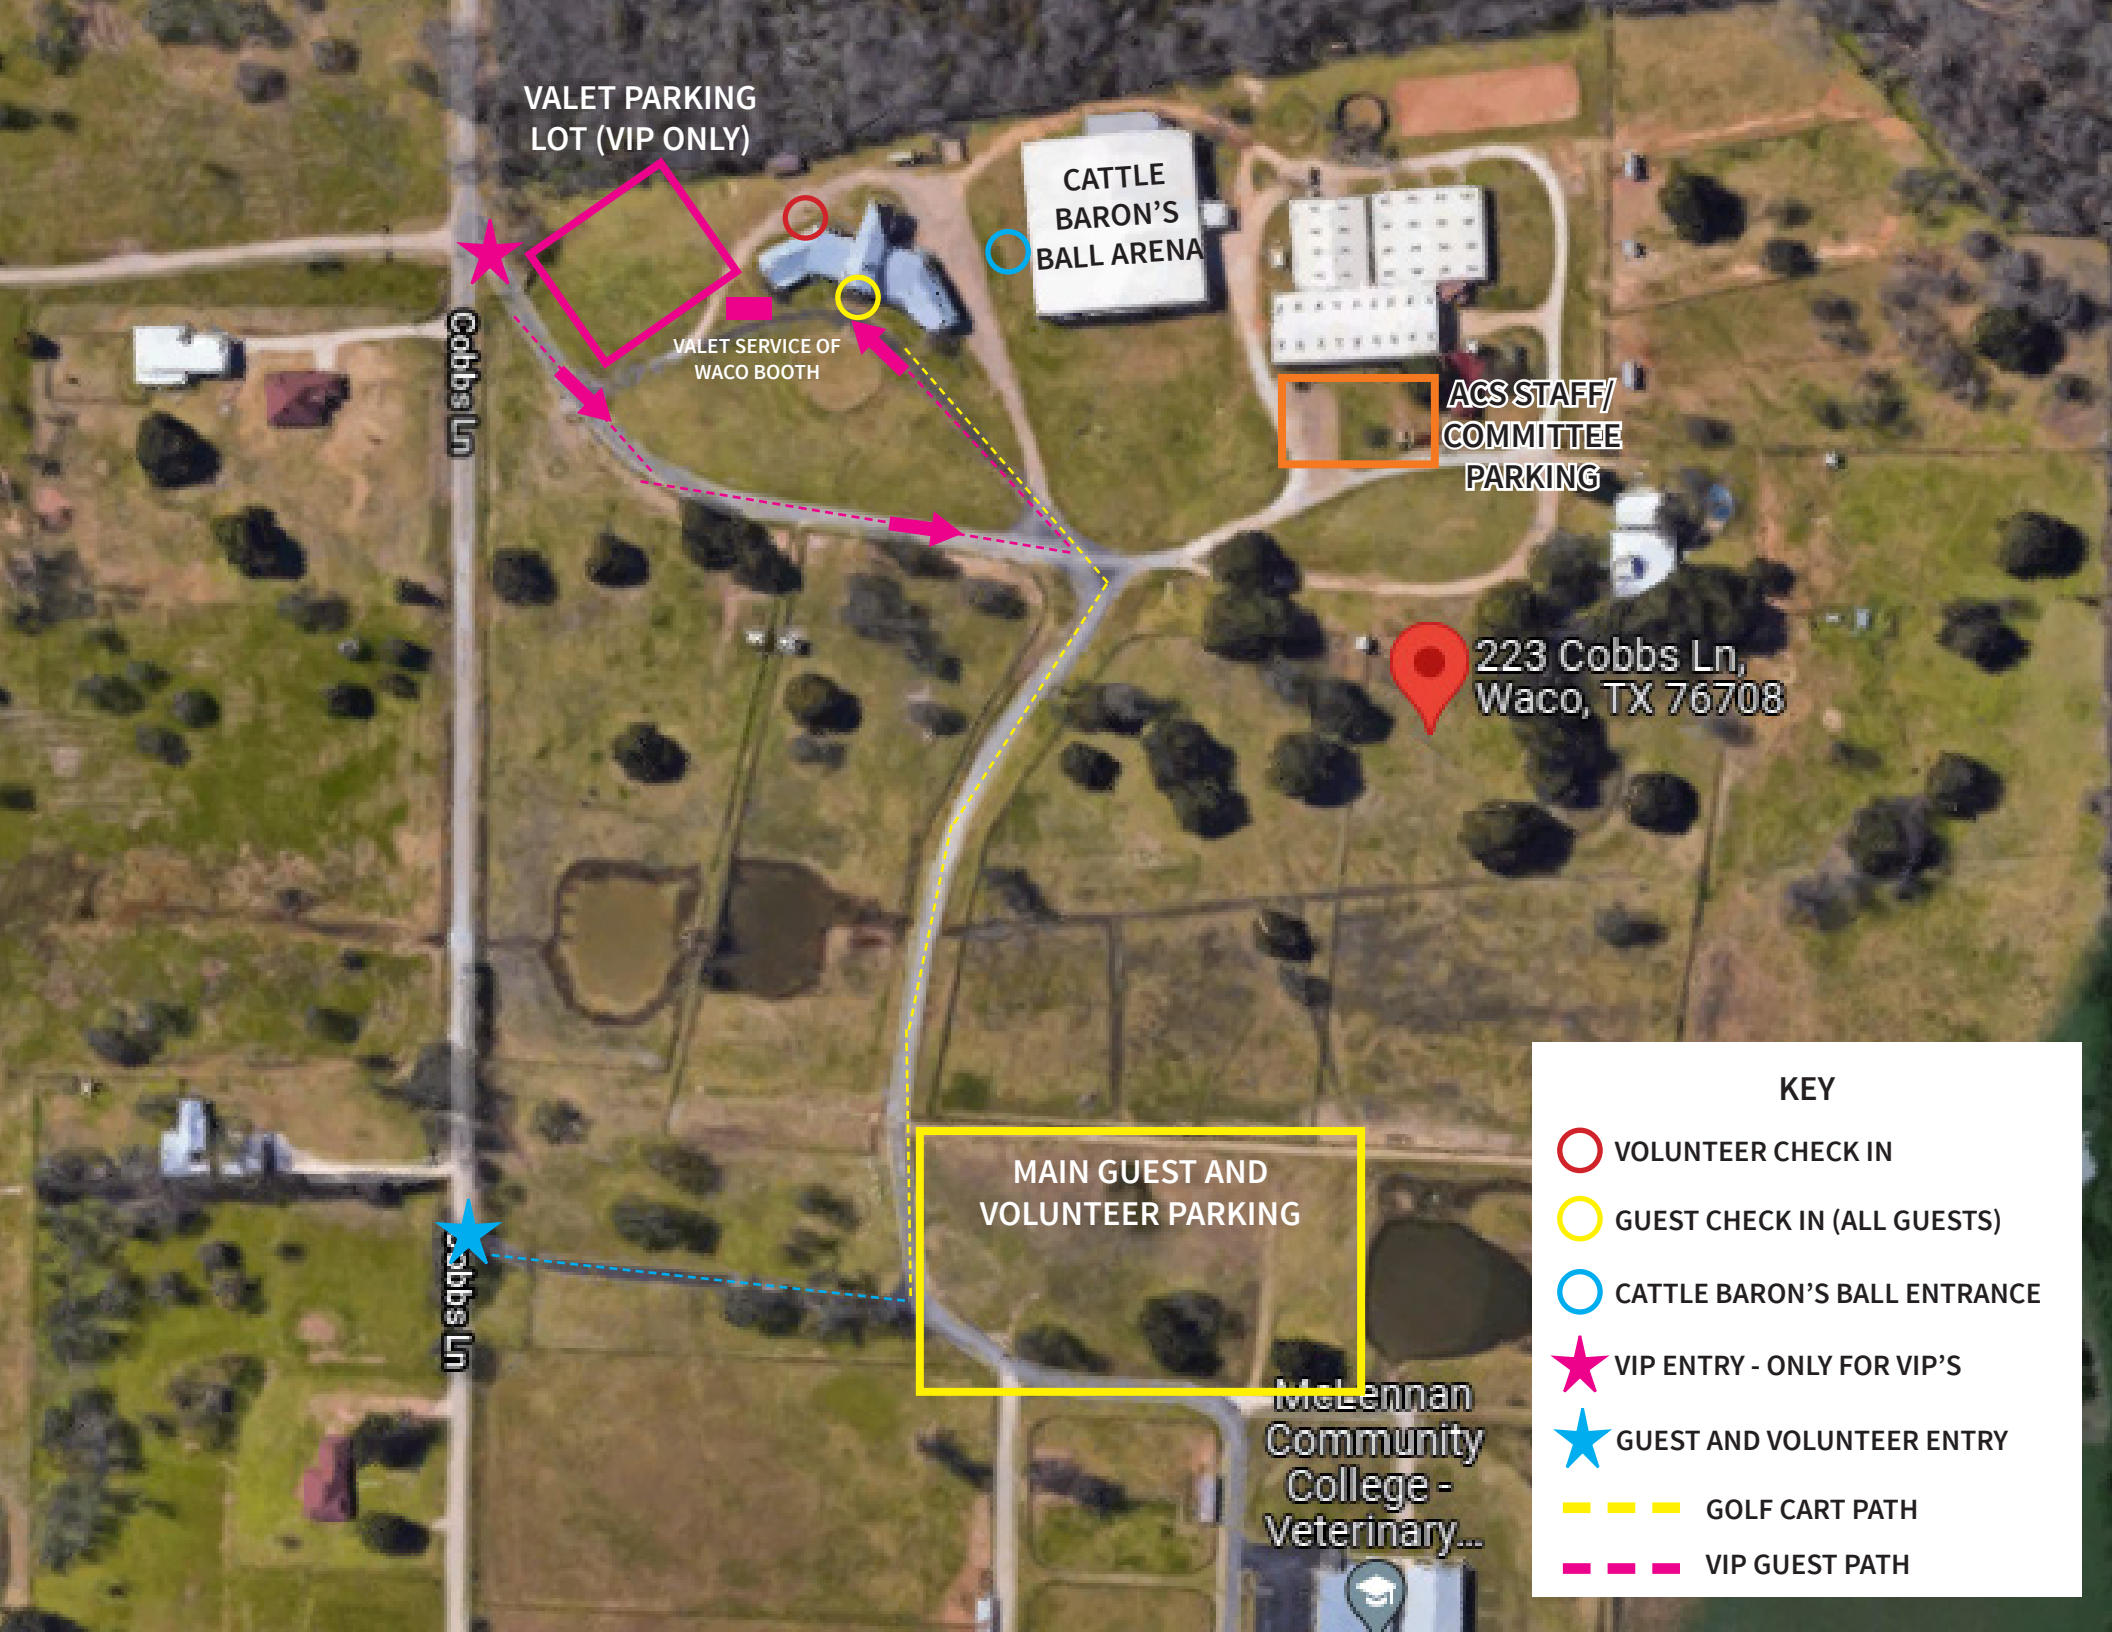 VALET PARKING
LOT (VIP ONLY)
CATTLE
BARON'S
BALL ARENA
Cobbs Ln
VALET SERVICE OF
WACO BOOTH
ACS STAFF/
COMMITTEE
PARKING
223 Cobbs Ln,
Waco, TX 76708
MAIN GUEST AND
VOLUNTEER PARKING
Cobbs Ln
McLennan
Community
College -
Veterinary...
KEY
VOLUNTEER CHECK IN
GUEST CHECK IN (ALL GUESTS)
CATTLE BARON'S BALL ENTRANCE
VIP ENTRY - ONLY FOR VIP'S
GUEST AND VOLUNTEER ENTRY
GOLF CART PATH
VIP GUEST PATH